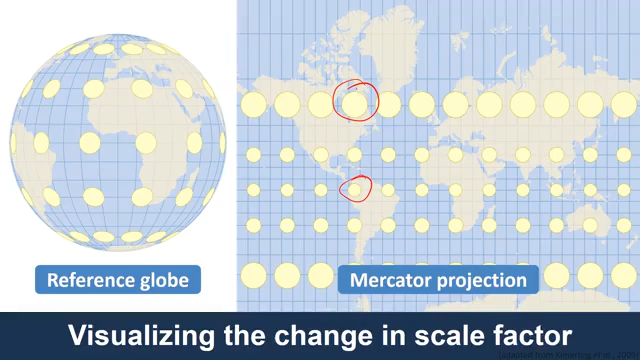 Reference globe
Mercator projection
Visualizing the change in scale factor